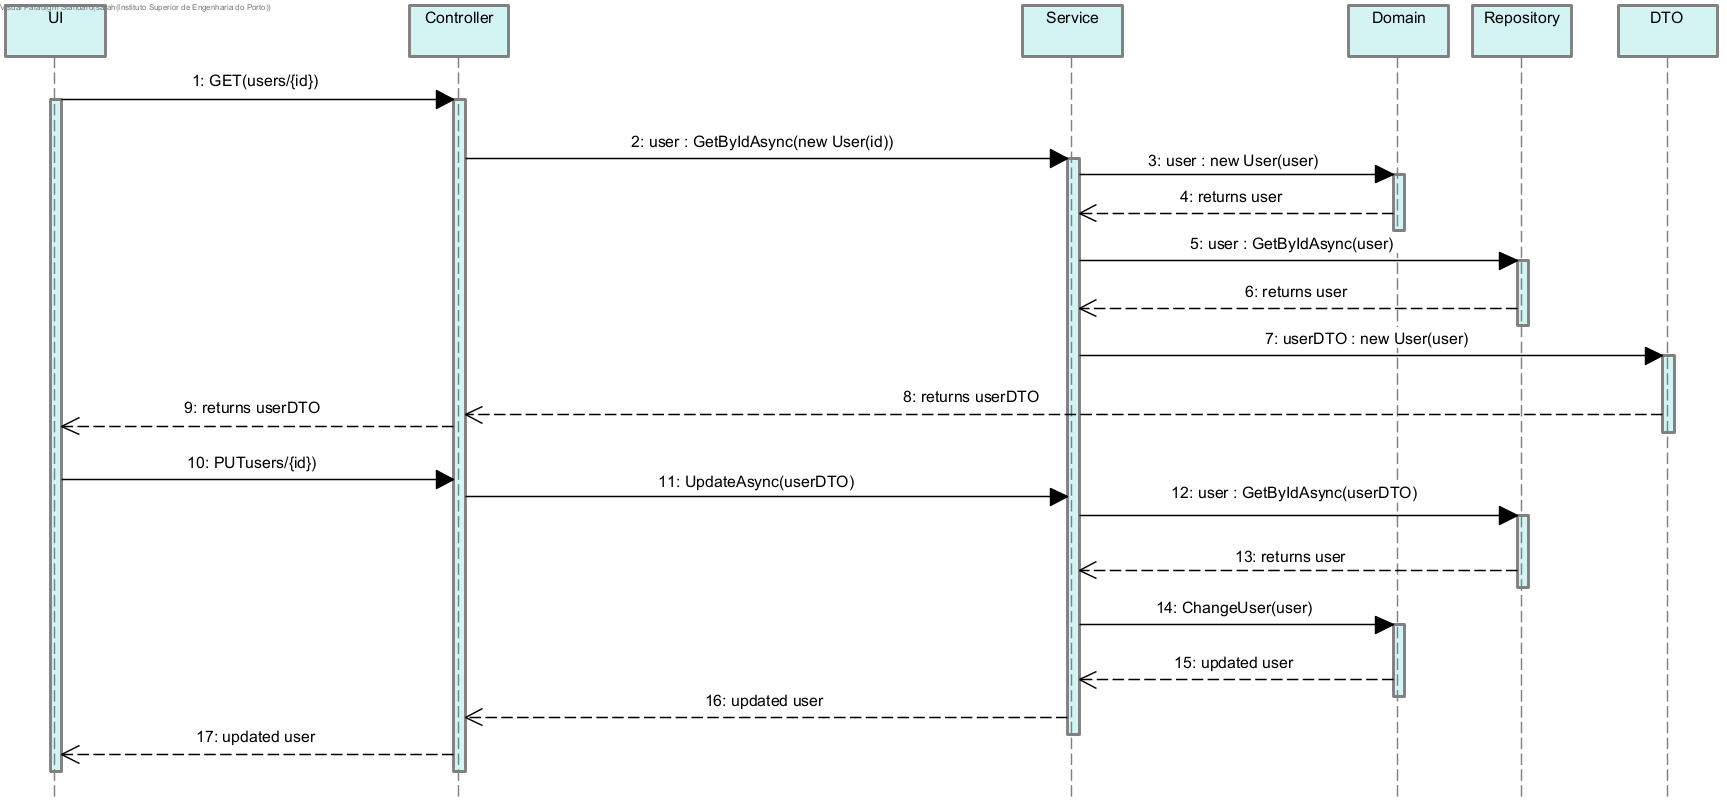 Visual Paradigm Standard(salah(Instituto Superior de Engenharia do Porto))
UI
Controller
Service
Domain
Repository
DTO
1: GET(users/{id})
2: user : GetByIdAsync(new User(id))
3: user : new User(user)
4: returns user
5: user : GetByIdAsync(user)
6: returns user
7: userDTO : new User(user)
8: returns userDTO
9: returns userDTO
10: PUTusers/{id})
11: UpdateAsync(userDTO)
12: user : GetByIdAsync(userDTO)
13: returns user
14: ChangeUser(user)
15: updated user
16: updated user
17: updated user